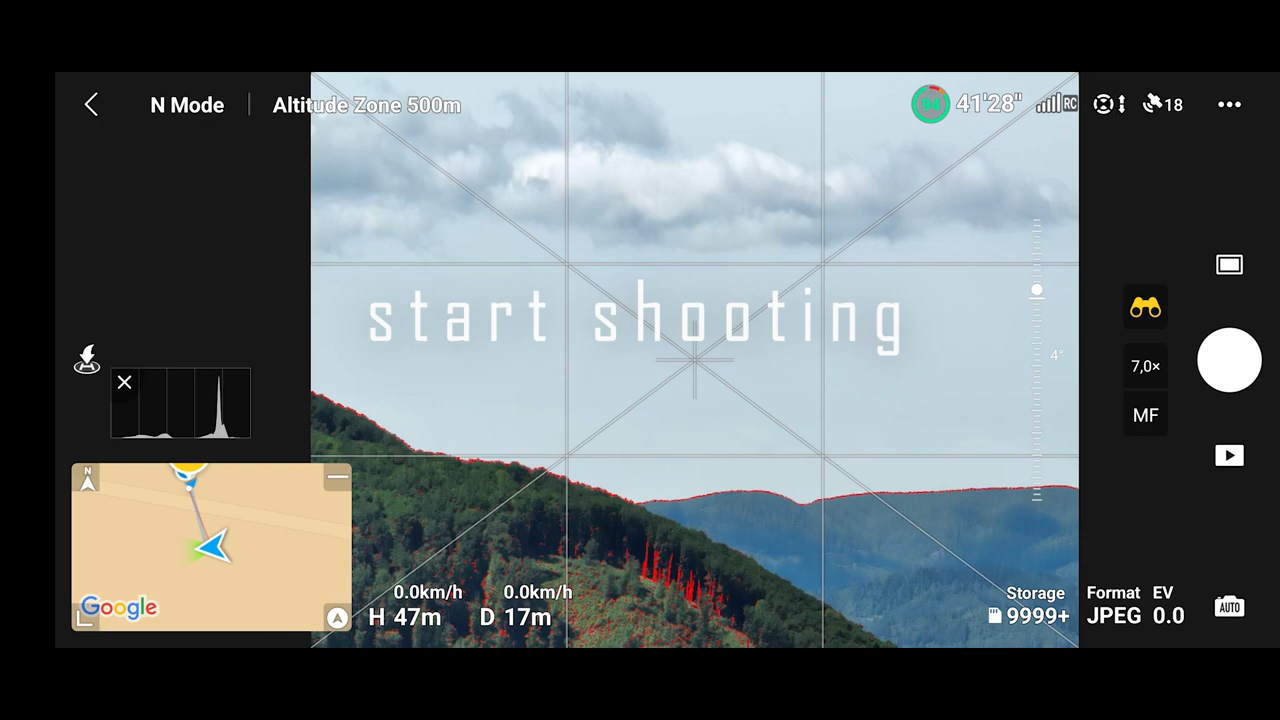 N Mode
Altitude Zone 500m
94
41'28"
RC
18
start shooting
4°
7,0×
MF
N
Google
0.0km/h 0.0km/h
H 47m D 17m
Storage
9999+
Format EV
JPEG 0.0
AUTO